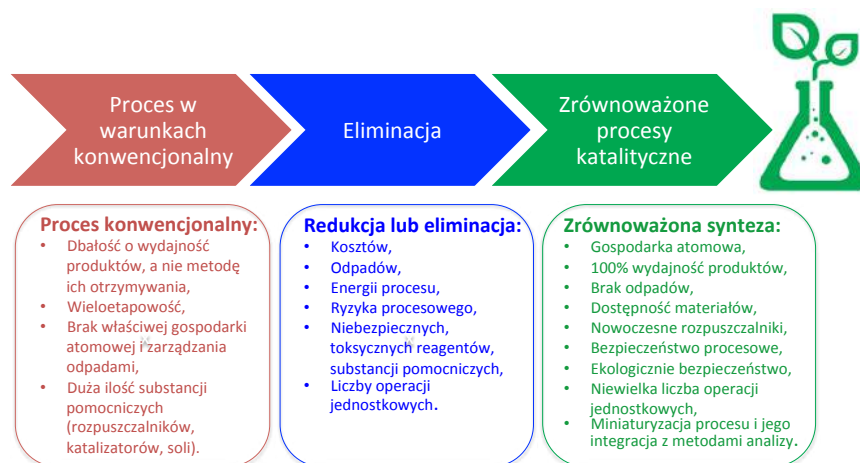 Proces w
warunkach
konwencjonalny
Eliminacja
Zrównoważone
procesy
katalityczne
Proces konwencjonalny:
• Dbałość o wydajność
produktów, a nie metodę
ich otrzymywania,
• Wieloetapowość,
• Brak właściwej gospodarki
atomowej i zarządzania
odpadami,
• Duża ilość substancji
pomocniczych
(rozpuszczalników,
katalizatorów, soli).
Redukcja lub eliminacja:
• Kosztów,
• Odpadów,
• Energii procesu,
• Ryzyka procesowego,
• Niebezpiecznych,
toksycznych reagentów,
substancji pomocniczych,
• Liczby operacji
jednostkowych.
Zrównoważona synteza:
• Gospodarka atomowa,
• 100% wydajność produktów,
• Brak odpadów,
• Dostępność materiałów,
• Nowoczesne rozpuszczalniki,
• Bezpieczeństwo procesowe,
• Ekologicznie bezpieczeństwo,
• Niewielka liczba operacji
jednostkowych,
• Miniaturyzacja procesu i jego
integracja z metodami analizy.